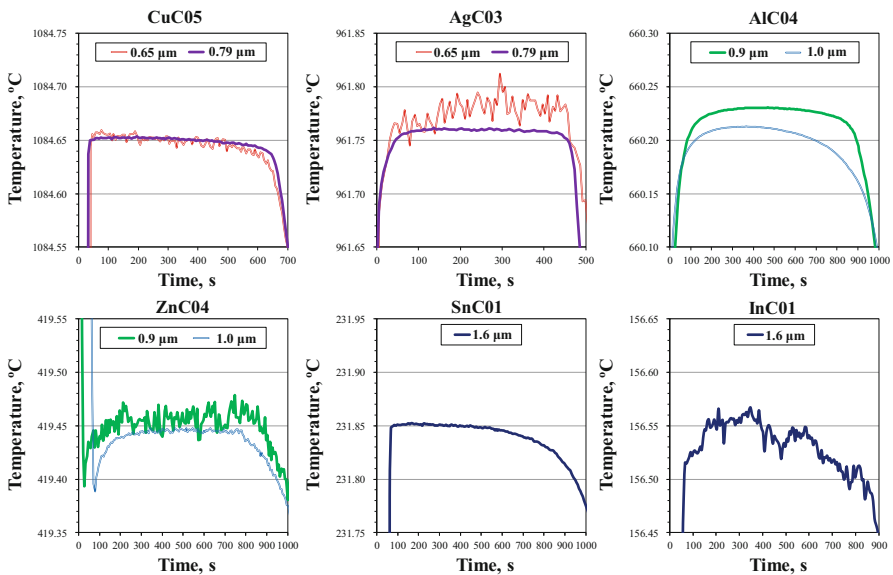 CuC05
0.65 µm 0.79 µm
Temperature, ºC
1084.75
1084.70
1084.65
1084.60
1084.55
0 100 200 300 400 500 600 700
Time, s
AgC03
0.65 µm 0.79 µm
Temperature, ºC
961.85
961.80
961.75
961.70
961.65
0 100 200 300 400 500
Time, s
AlC04
0.9 µm 1.0 µm
Temperature, ºC
660.30
660.25
660.20
660.15
660.10
0 100 200 300 400 500 600 700 800 900 1000
Time, s
ZnC04
0.9 µm 1.0 µm
Temperature, ºC
419.55
419.50
419.45
419.40
419.35
0 100 200 300 400 500 600 700 800 900 1000
Time, s
SnC01
1.6 µm
Temperature, ºC
231.95
231.90
231.85
231.80
231.75
0 100 200 300 400 500 600 700 800 900 1000
Time, s
InC01
1.6 µm
Temperature, ºC
156.65
156.60
156.55
156.50
156.45
0 100 200 300 400 500 600 700 800 900
Time, s